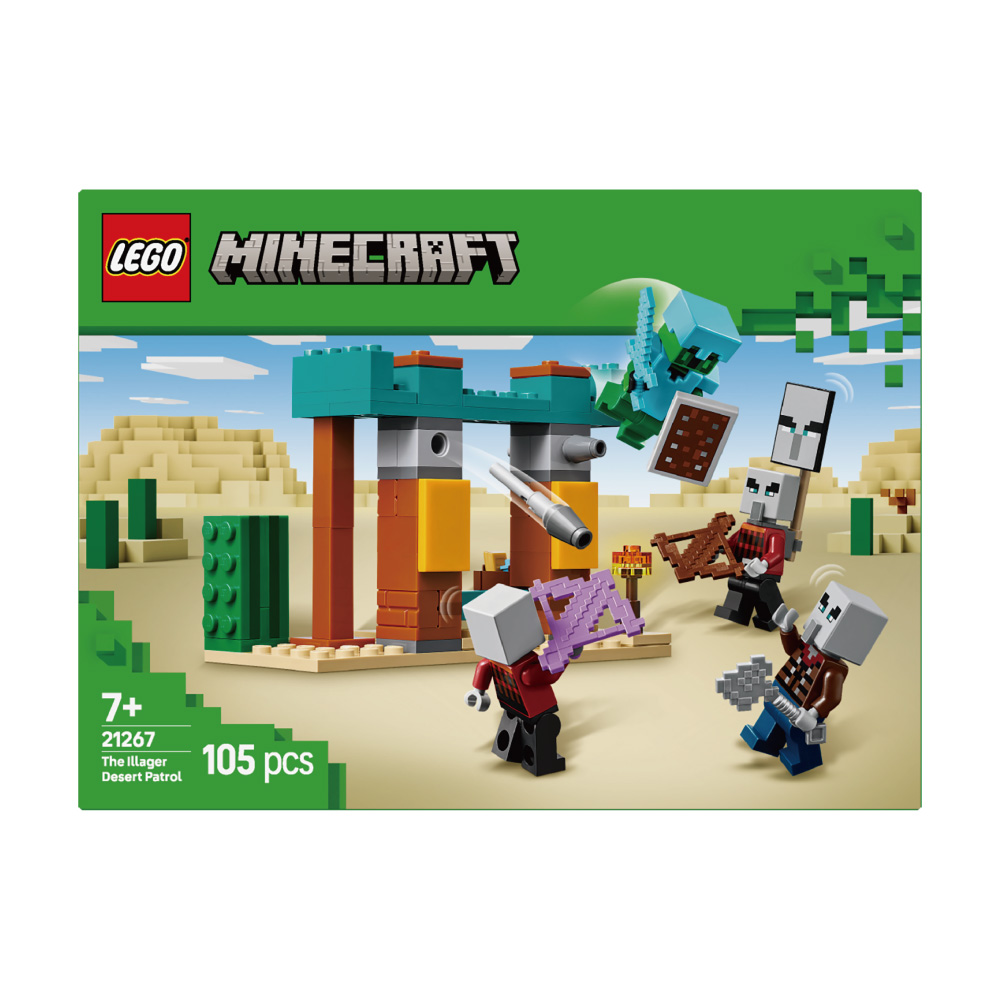 LEGO
MINECRAFT
7+
21267
The Illager
Desert Patrol
105 pcs